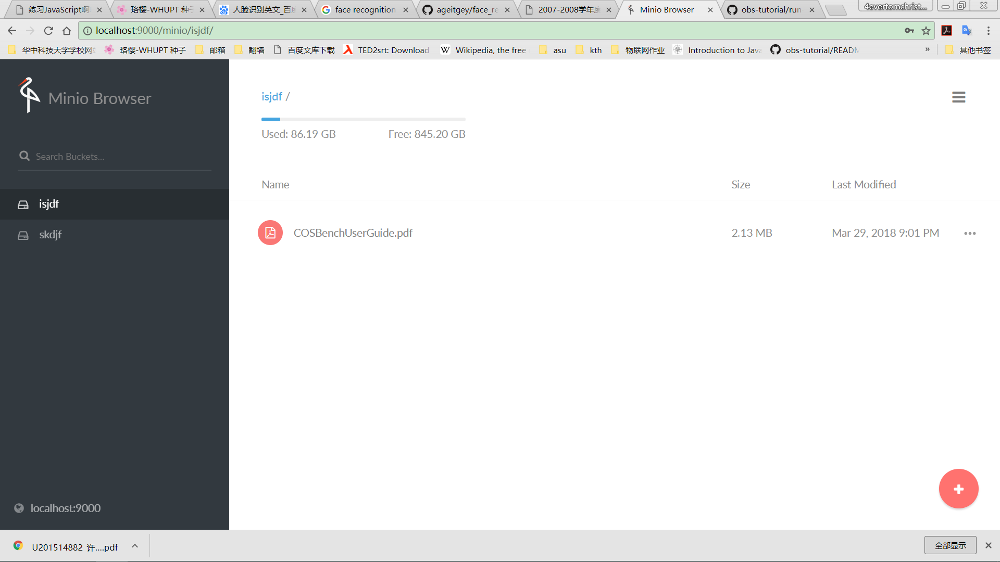 练习JavaScript啊
珞樱-WHUPT 种子
人脸识别英文_百度
face recognition
ageitgey/face_re
2007-2008学年度
Minio Browser
obs-tutorial/run
4evertomchrist...
localhost:9000/minio/isjdf/
华中科技大学学校网站
珞樱-WHUPT 种子
邮箱
翻墙
百度文库下载
TED2srt: Download
Wikipedia, the free
asu
kth
物联网作业
Introduction to Java
obs-tutorial/READM
»
其他书签
Minio Browser
Search Buckets...
isjdf
skdjf
localhost:9000
isjdf /
Used: 86.19 GB
Free: 845.20 GB
Name
Size
Last Modified
COSBenchUserGuide.pdf
2.13 MB
Mar 29, 2018 9:01 PM
U201514882 许....pdf
全部显示